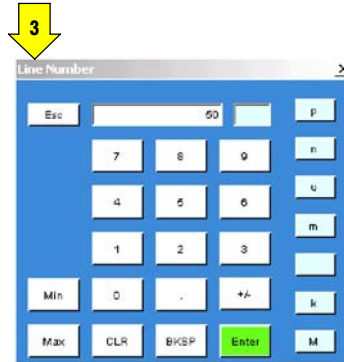 3
Line Number ×
Esc 50 p
7 8 9 n
4 5 6 u
1 2 3 m
Min 0 . +/- k
Max CLR BKSP Enter M